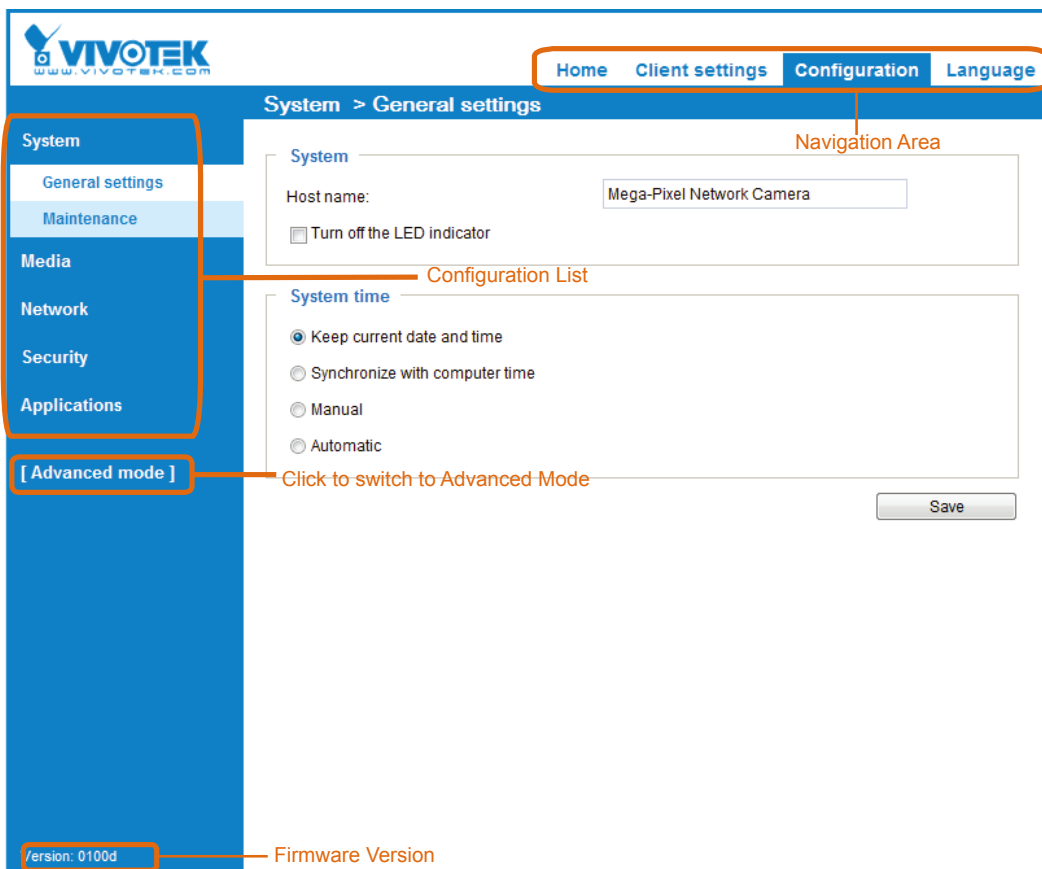 VIVOTEK
www.vivotek.com
Home Client settings Configuration Language
System > General settings
Navigation Area
System
General settings
Maintenance
Media
Network
Security
Applications
[ Advanced mode ]
Version: 0100d
System
Host name: Mega-Pixel Network Camera
Turn off the LED indicator
Configuration List
System time
Keep current date and time
Synchronize with computer time
Manual
Automatic
Click to switch to Advanced Mode
Save
Firmware Version